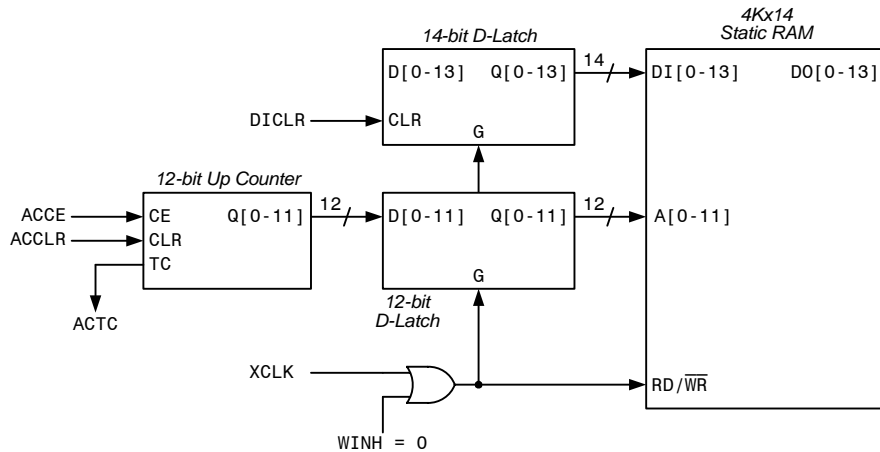 4Kx14
Static RAM
14-bit D-Latch
D[0-13] Q[0-13]
14
DI[0-13] DO[0-13]
DICLR
CLR
G
12-bit Up Counter
ACCE
CE Q[0-11]
12
D[0-11] Q[0-11]
12
A[0-11]
ACCLR
CLR
TC
G
ACTC
12-bit
D-Latch
XCLK
RD/WR
WINH = 0